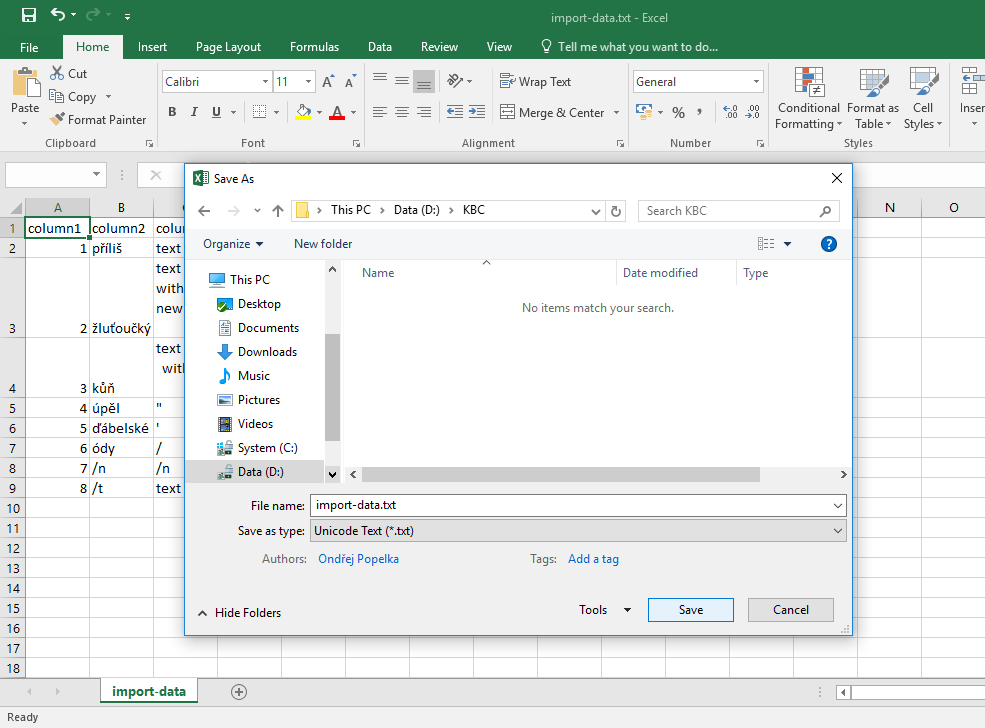 import-data.txt - Excel
File Home Insert Page Layout Formulas Data Review View Tell me what you want to do...
Cut
Copy
Format Painter
Paste
Clipboard
Calibri 11
B I U
Font
Wrap Text
Merge & Center
Alignment
General
%
Number
Conditional Formatting
Format as Table
Cell Styles
Styles
Inser
Save As
This PC > Data (D:) > KBC
Search KBC
Organize New folder
Name Date modified Type
No items match your search.
This PC
Desktop
Documents
Downloads
Music
Pictures
Videos
System (C:)
Data (D:)
File name: import-data.txt
Save as type: Unicode Text (*.txt)
Authors: Ondřej Popelka Tags: Add a tag
Hide Folders Tools Save Cancel
A B N O
1 column1 column2 colu
2 1 příliš text
text
with
new
3 2 žluťoučký
text
with
4 3 kůň
5 4 úpěl "
6 5 ďábelské '
7 6 ódy /
8 7 /n /n
9 8 /t text
10
11
12
13
14
15
16
17
18
import-data
Ready